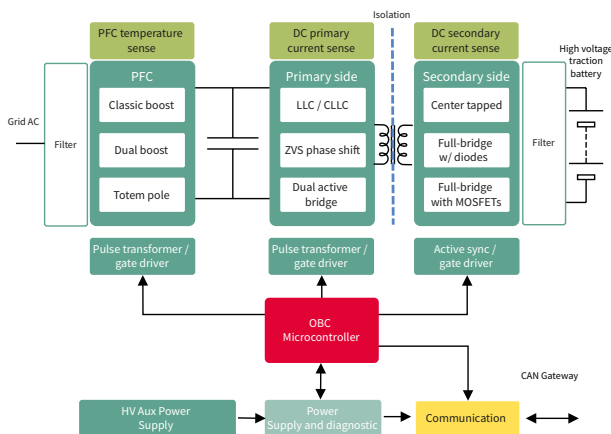 Isolation
PFC temperature
sense
DC primary
current sense
DC secondary
current sense
High voltage
traction
battery
PFC
Primary side
Secondary side
Grid AC
Filter
Classic boost
Dual boost
Totem pole
LLC / CLLC
ZVS phase shift
Dual active
bridge
Center tapped
Full-bridge
w/ diodes
Full-bridge
with MOSFETs
Filter
Pulse transformer /
gate driver
Pulse transformer /
gate driver
Active sync /
gate driver
OBC
Microcontroller
CAN Gateway
HV Aux Power
Supply
Power
Supply and diagnostic
Communication